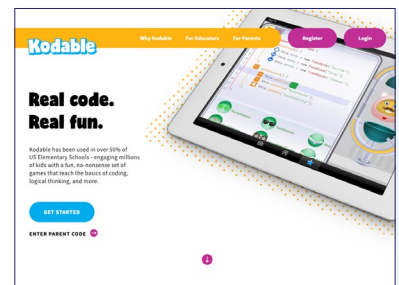 Kodable
Why Kodable For Educators For Parents Register Login
Real code.
Real fun.
Kodable has been used in over 50% of
US Elementary Schools - engaging millions
of kids with a fun, no-nonsense set of
games that teach the basics of coding,
logical thinking, and more.
GET STARTED
ENTER PARENT CODE